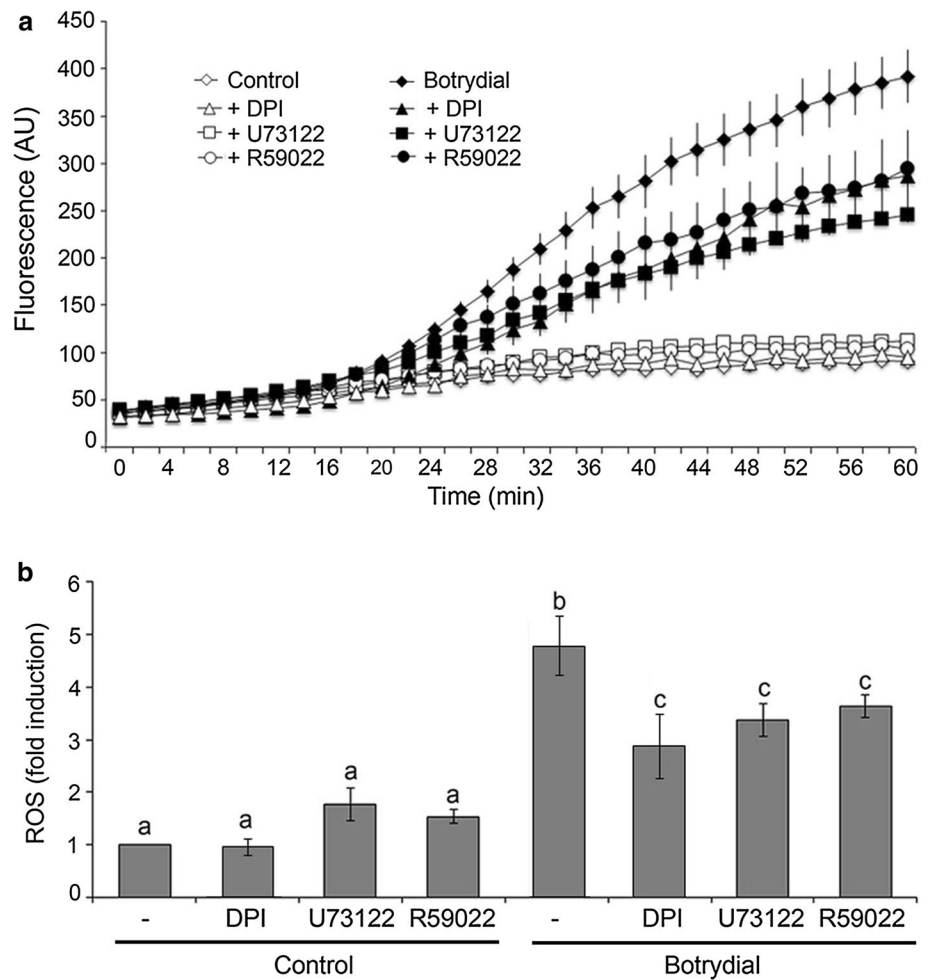 a
450
400
350
300
250
200
150
100
50
0
Fluorescence (AU)
Control
+ DPI
+ U73122
+ R59022
Botrydial
+ DPI
+ U73122
+ R59022
0 4 8 12 16 20 24 28 32 36 40 44 48 52 56 60
Time (min)
b
6
5
4
3
2
1
0
ROS (fold induction)
a a a a b c c c
- DPI U73122 R59022 - DPI U73122 R59022
Control Botrydial